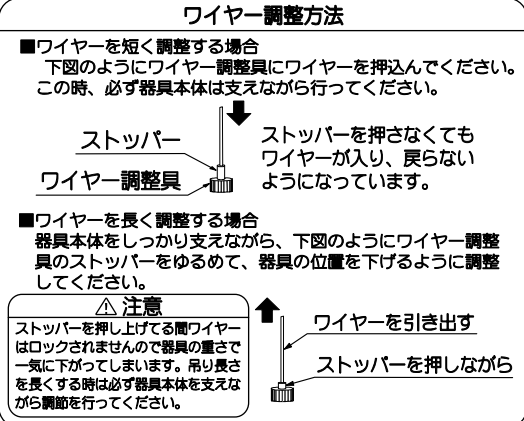 ワイヤー調整方法
■ワイヤーを短く調整する場合
下図のようにワイヤー調整具にワイヤーを押込んでください。
この時、必ず器具本体は支えながら行ってください。
ストッパー
ワイヤー調整具
ストッパーを押さなくても
ワイヤーが入り、戻らない
ようになっています。
■ワイヤーを長く調整する場合
器具本体をしっかり支えながら、下図のようにワイヤー調整
具のストッパーをゆるめて、器具の位置を下げるように調整
してください。
⚠ 注意
ストッパーを押し上げてる間ワイヤー
はロックされませんので器具の重さで
一気に下がってしまいます。吊り長さ
を長くする時は必ず器具本体を支えな
がら調節を行ってください。
ワイヤーを引き出す
ストッパーを押しながら